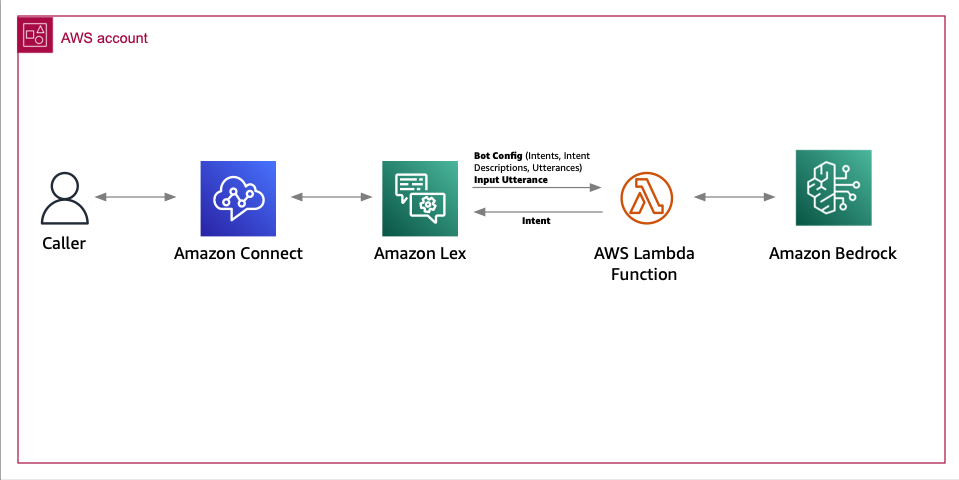 AWS account
Bot Config (Intents, Intent
Descriptions, Utterances)
Input Utterance
Intent
Caller
Amazon Connect
Amazon Lex
AWS Lambda
Function
Amazon Bedrock